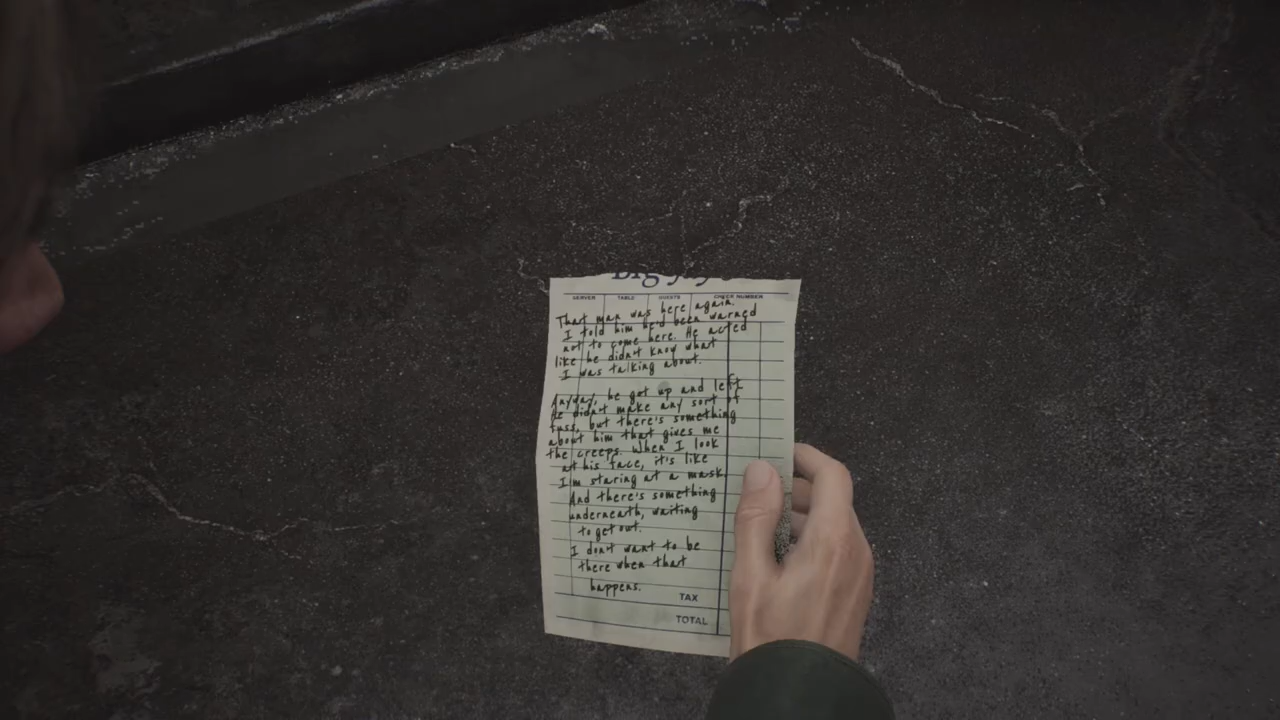 SERVER TABLE GUESTS CHECK NUMBER
That man was here again.
I told him he'd been warned
not to come here. He acted
like he didn't know what
I was talking about.
Anyway, he got up and left
He didn't make any sort of
fuss, but there's something
about him that gives me
the creeps. When I look
at his face, it's like
I'm staring at a mask.
And there's something
underneath, waiting
to get out.
I don't want to be
there when that
happens.
TAX
TOTAL